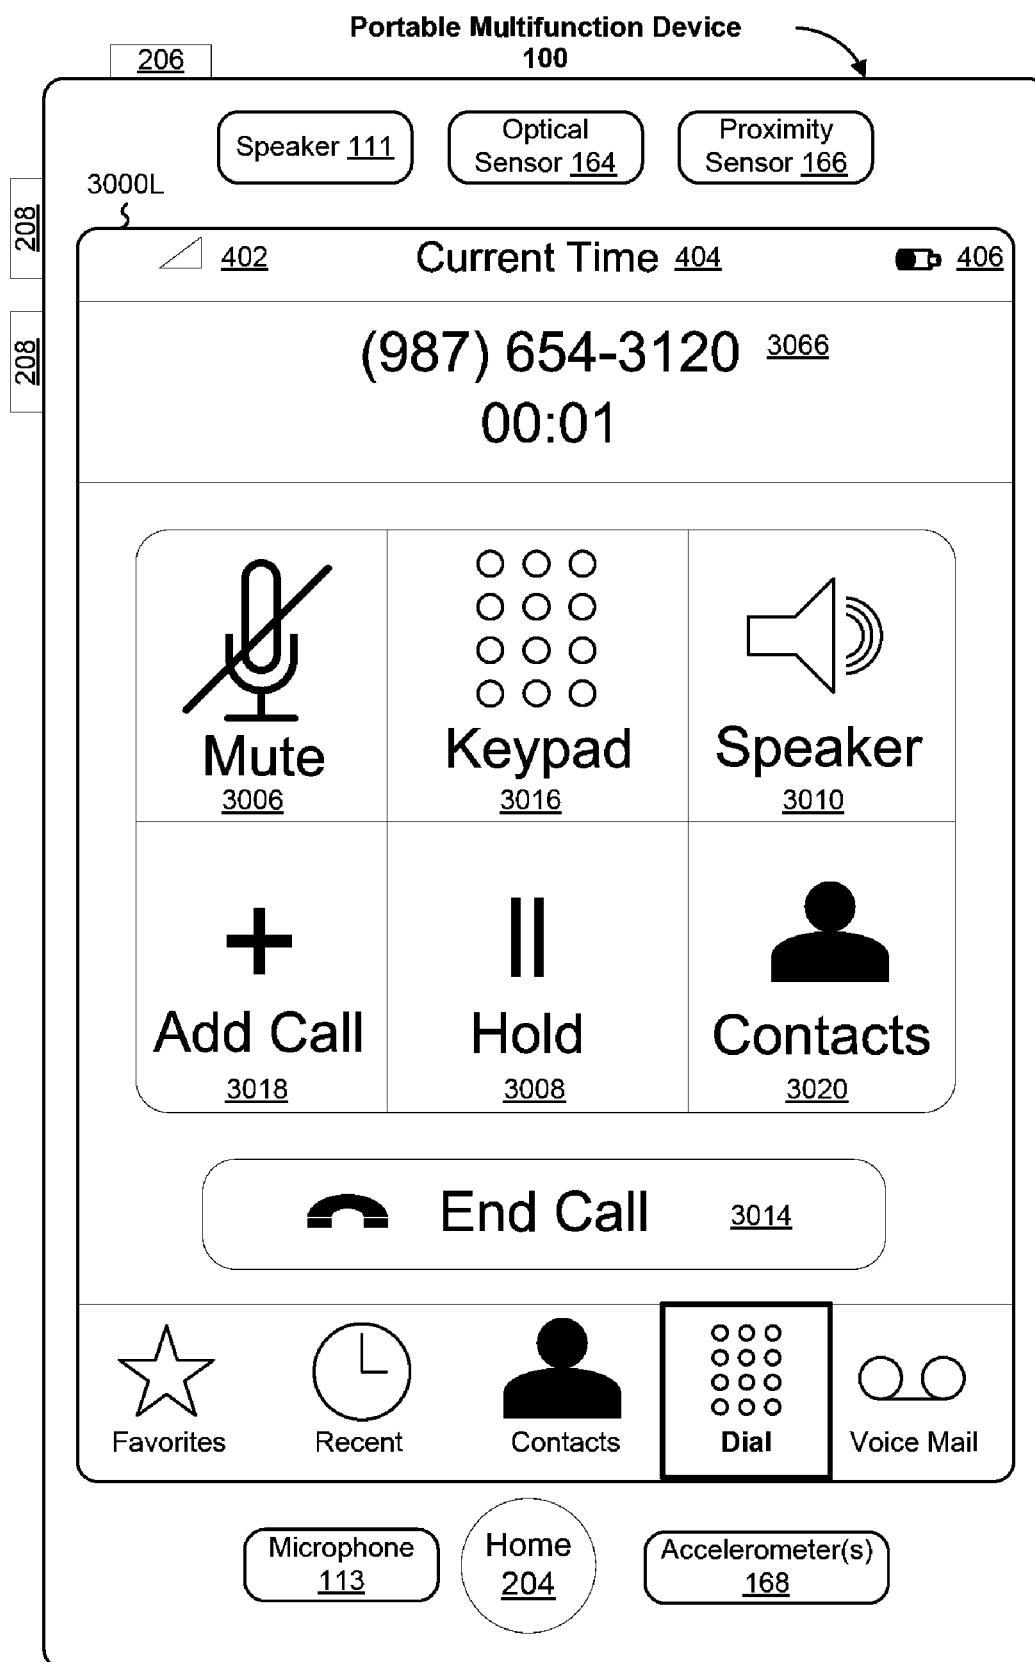 Portable Multifunction Device
100
206
Speaker 111
Optical
Sensor 164
Proximity
Sensor 166
3000L
208
208
402
Current Time 404
406
(987) 654-3120 3066
00:01
Mute
3006
Keypad
3016
Speaker
3010
Add Call
3018
Hold
3008
Contacts
3020
End Call 3014
Favorites
Recent
Contacts
Dial
Voice Mail
Microphone
113
Home
204
Accelerometer(s)
168